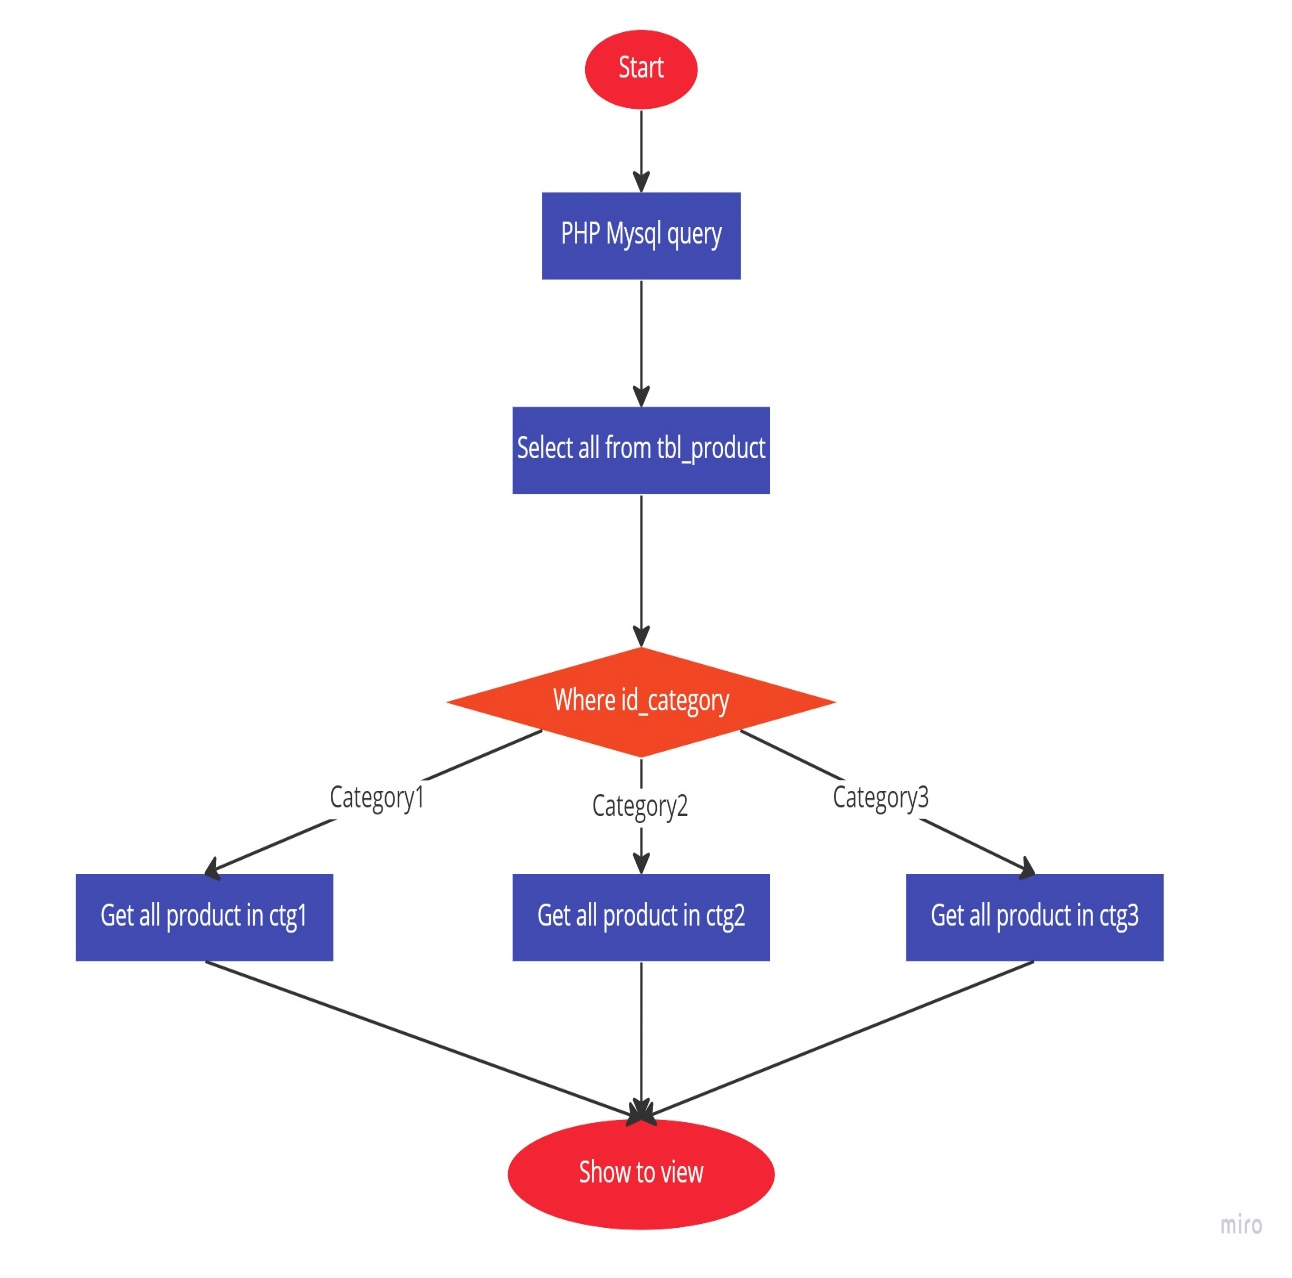 Start
PHP Mysql query
Select all from tbl_product
Where id_category
Category1
Category2
Category3
Get all product in ctg1
Get all product in ctg2
Get all product in ctg3
Show to view
miro